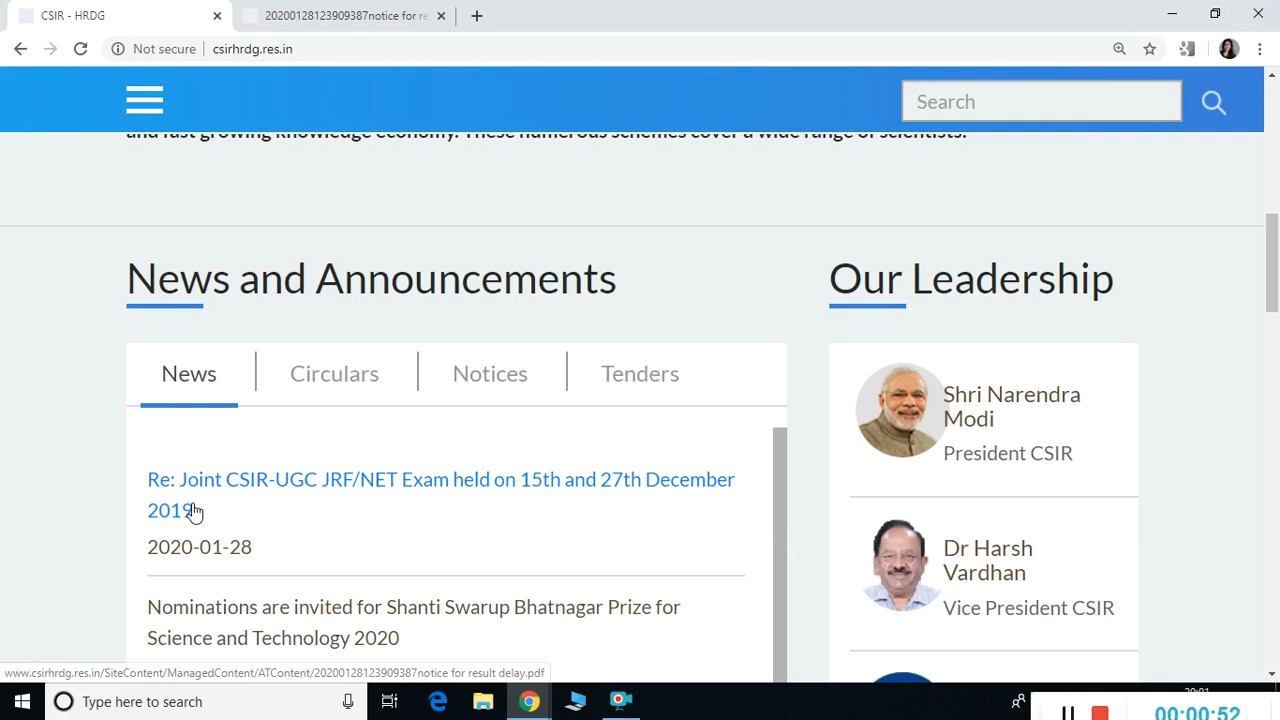 CSIR - HRDG
20200128123909387notice for re
Not secure
csirhrdg.res.in
Search
and fast growing knowledge economy. These numerous schemes cover a wide range of scientists.
News and Announcements
Our Leadership
News
Circulars
Notices
Tenders
Re: Joint CSIR-UGC JRF/NET Exam held on 15th and 27th December
2019
2020-01-28
Nominations are invited for Shanti Swarup Bhatnagar Prize for
Science and Technology 2020
Shri Narendra
Modi
President CSIR
Dr Harsh
Vardhan
Vice President CSIR
www.csirhrdg.res.in/SiteContent/ManagedContent/ATContent/20200128123909387notice for result delay.pdf
Type here to search
20:01
00:00:52